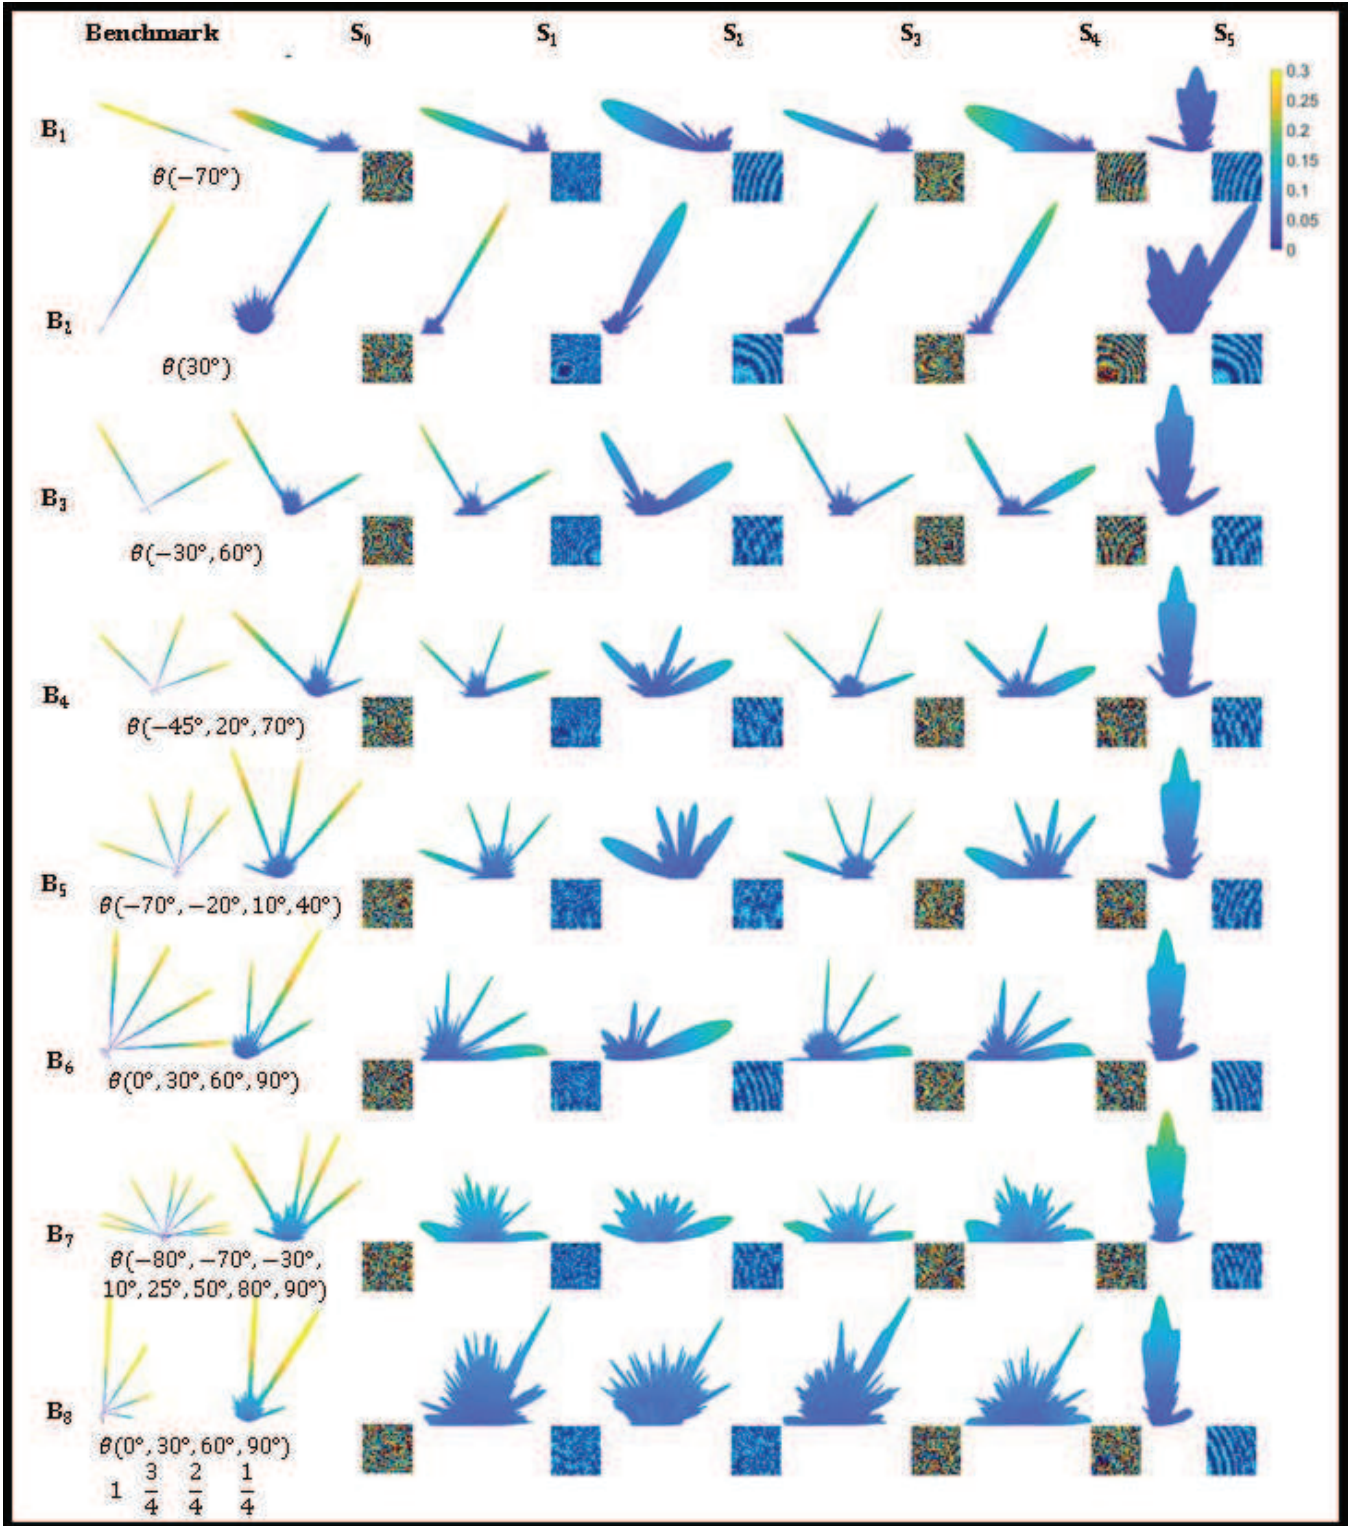 Benchmark S₀ S₁ S₂ S₃ S₄ S₅
0.3
0.25
0.2
0.15
0.1
0.05
0
B₁
θ(−70°)
B₂
θ(30°)
B₃
θ(−30°, 60°)
B₄
θ(−45°, 20°, 70°)
B₅
θ(−70°, −20°, 10°, 40°)
B₆
θ(0°, 30°, 60°, 90°)
B₇
θ(−80°, −70°, −30°,
10°, 25°, 50°, 80°, 90°)
B₈
θ(0°, 30°, 60°, 90°)
1 3/4 2/4 1/4